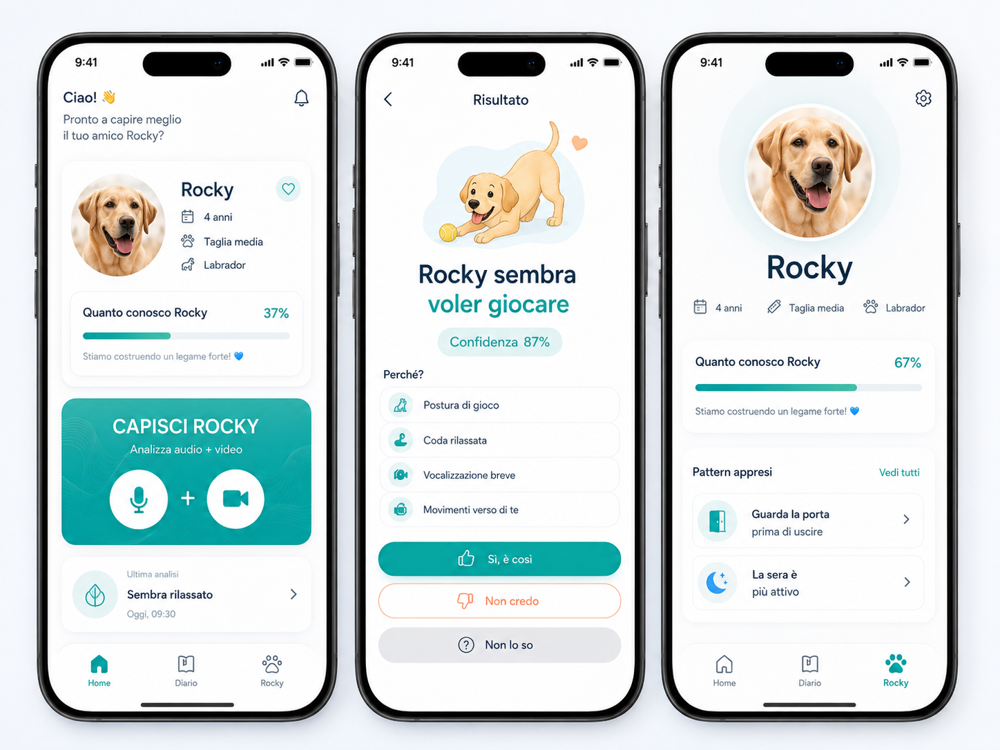 9:41
Ciao! 👋
Pronto a capire meglio
il tuo amico Rocky?
Rocky
4 anni
Taglia media
Labrador
Quanto conosco Rocky 37%
Stiamo costruendo un legame forte! 💙
CAPISCI ROCKY
Analizza audio + video
+
Ultima analisi
Sembra rilassato
Oggi, 09:30
Home Diario Rocky
9:41
Risultato
Rocky sembra
voler giocare
Confidenza 87%
Perché?
Postura di gioco
Coda rilassata
Vocalizzazione breve
Movimenti verso di te
Sì, è così
Non credo
Non lo so
9:41
Rocky
4 anni Taglia media Labrador
Quanto conosco Rocky 67%
Stiamo costruendo un legame forte! 💙
Pattern appresi Vedi tutti
Guarda la porta
prima di uscire
La sera è
più attivo
Home Diario Rocky